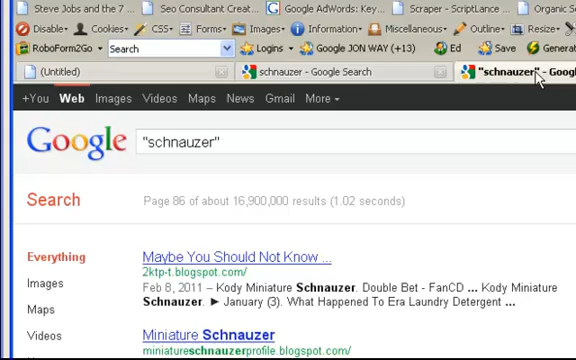 Steve Jobs and the 7 ... Seo Consultant Creat... Google AdWords: Key... Scraper - ScriptLance ... Organic S
Disable▾ Cookies▾ CSS▾ Forms▾ Images▾ Information▾ Miscellaneous▾ Outline▾ Resize▾
RoboForm2Go ▾ Search Logins ▾ Google JON WAY (+13) Ed Save Generat
(Untitled) schnauzer - Google Search "schnauzer" - Goog
+You Web Images Videos Maps News Gmail More ▾
Google "schnauzer"
Search Page 86 of about 16,900,000 results (1.02 seconds)
Everything Maybe You Should Not Know ...
2ktp-t.blogspot.com/
Images Feb 8, 2011 – Kody Miniature Schnauzer. Double Bet - FanCD ... Kody Miniature
Maps Schnauzer. ► January (3). What Happened To Era Laundry Detergent ...
Videos Miniature Schnauzer
miniatureschnauzerprofile.blogspot.com/